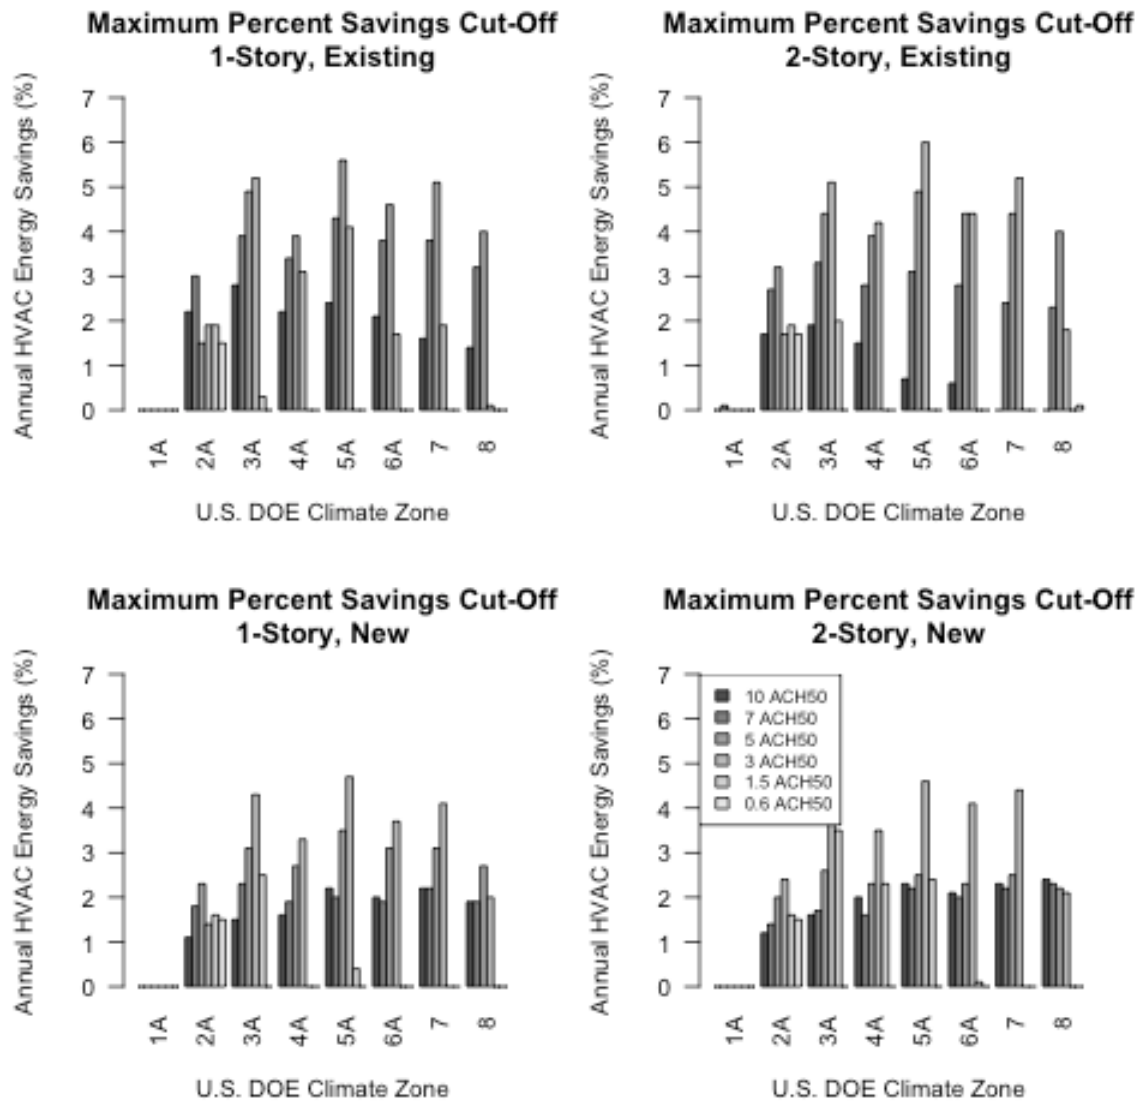 Maximum Percent Savings Cut-Off
1-Story, Existing
Annual HVAC Energy Savings (%)
7
6
5
4
3
2
1
0
1A
2A
3A
4A
5A
6A
7
8
U.S. DOE Climate Zone
Maximum Percent Savings Cut-Off
2-Story, Existing
Annual HVAC Energy Savings (%)
7
6
5
4
3
2
1
0
1A
2A
3A
4A
5A
6A
7
8
U.S. DOE Climate Zone
Maximum Percent Savings Cut-Off
1-Story, New
Annual HVAC Energy Savings (%)
7
6
5
4
3
2
1
0
1A
2A
3A
4A
5A
6A
7
8
U.S. DOE Climate Zone
Maximum Percent Savings Cut-Off
2-Story, New
Annual HVAC Energy Savings (%)
7
6
5
4
3
2
1
0
10 ACH50
7 ACH50
5 ACH50
3 ACH50
1.5 ACH50
0.6 ACH50
1A
2A
3A
4A
5A
6A
7
8
U.S. DOE Climate Zone